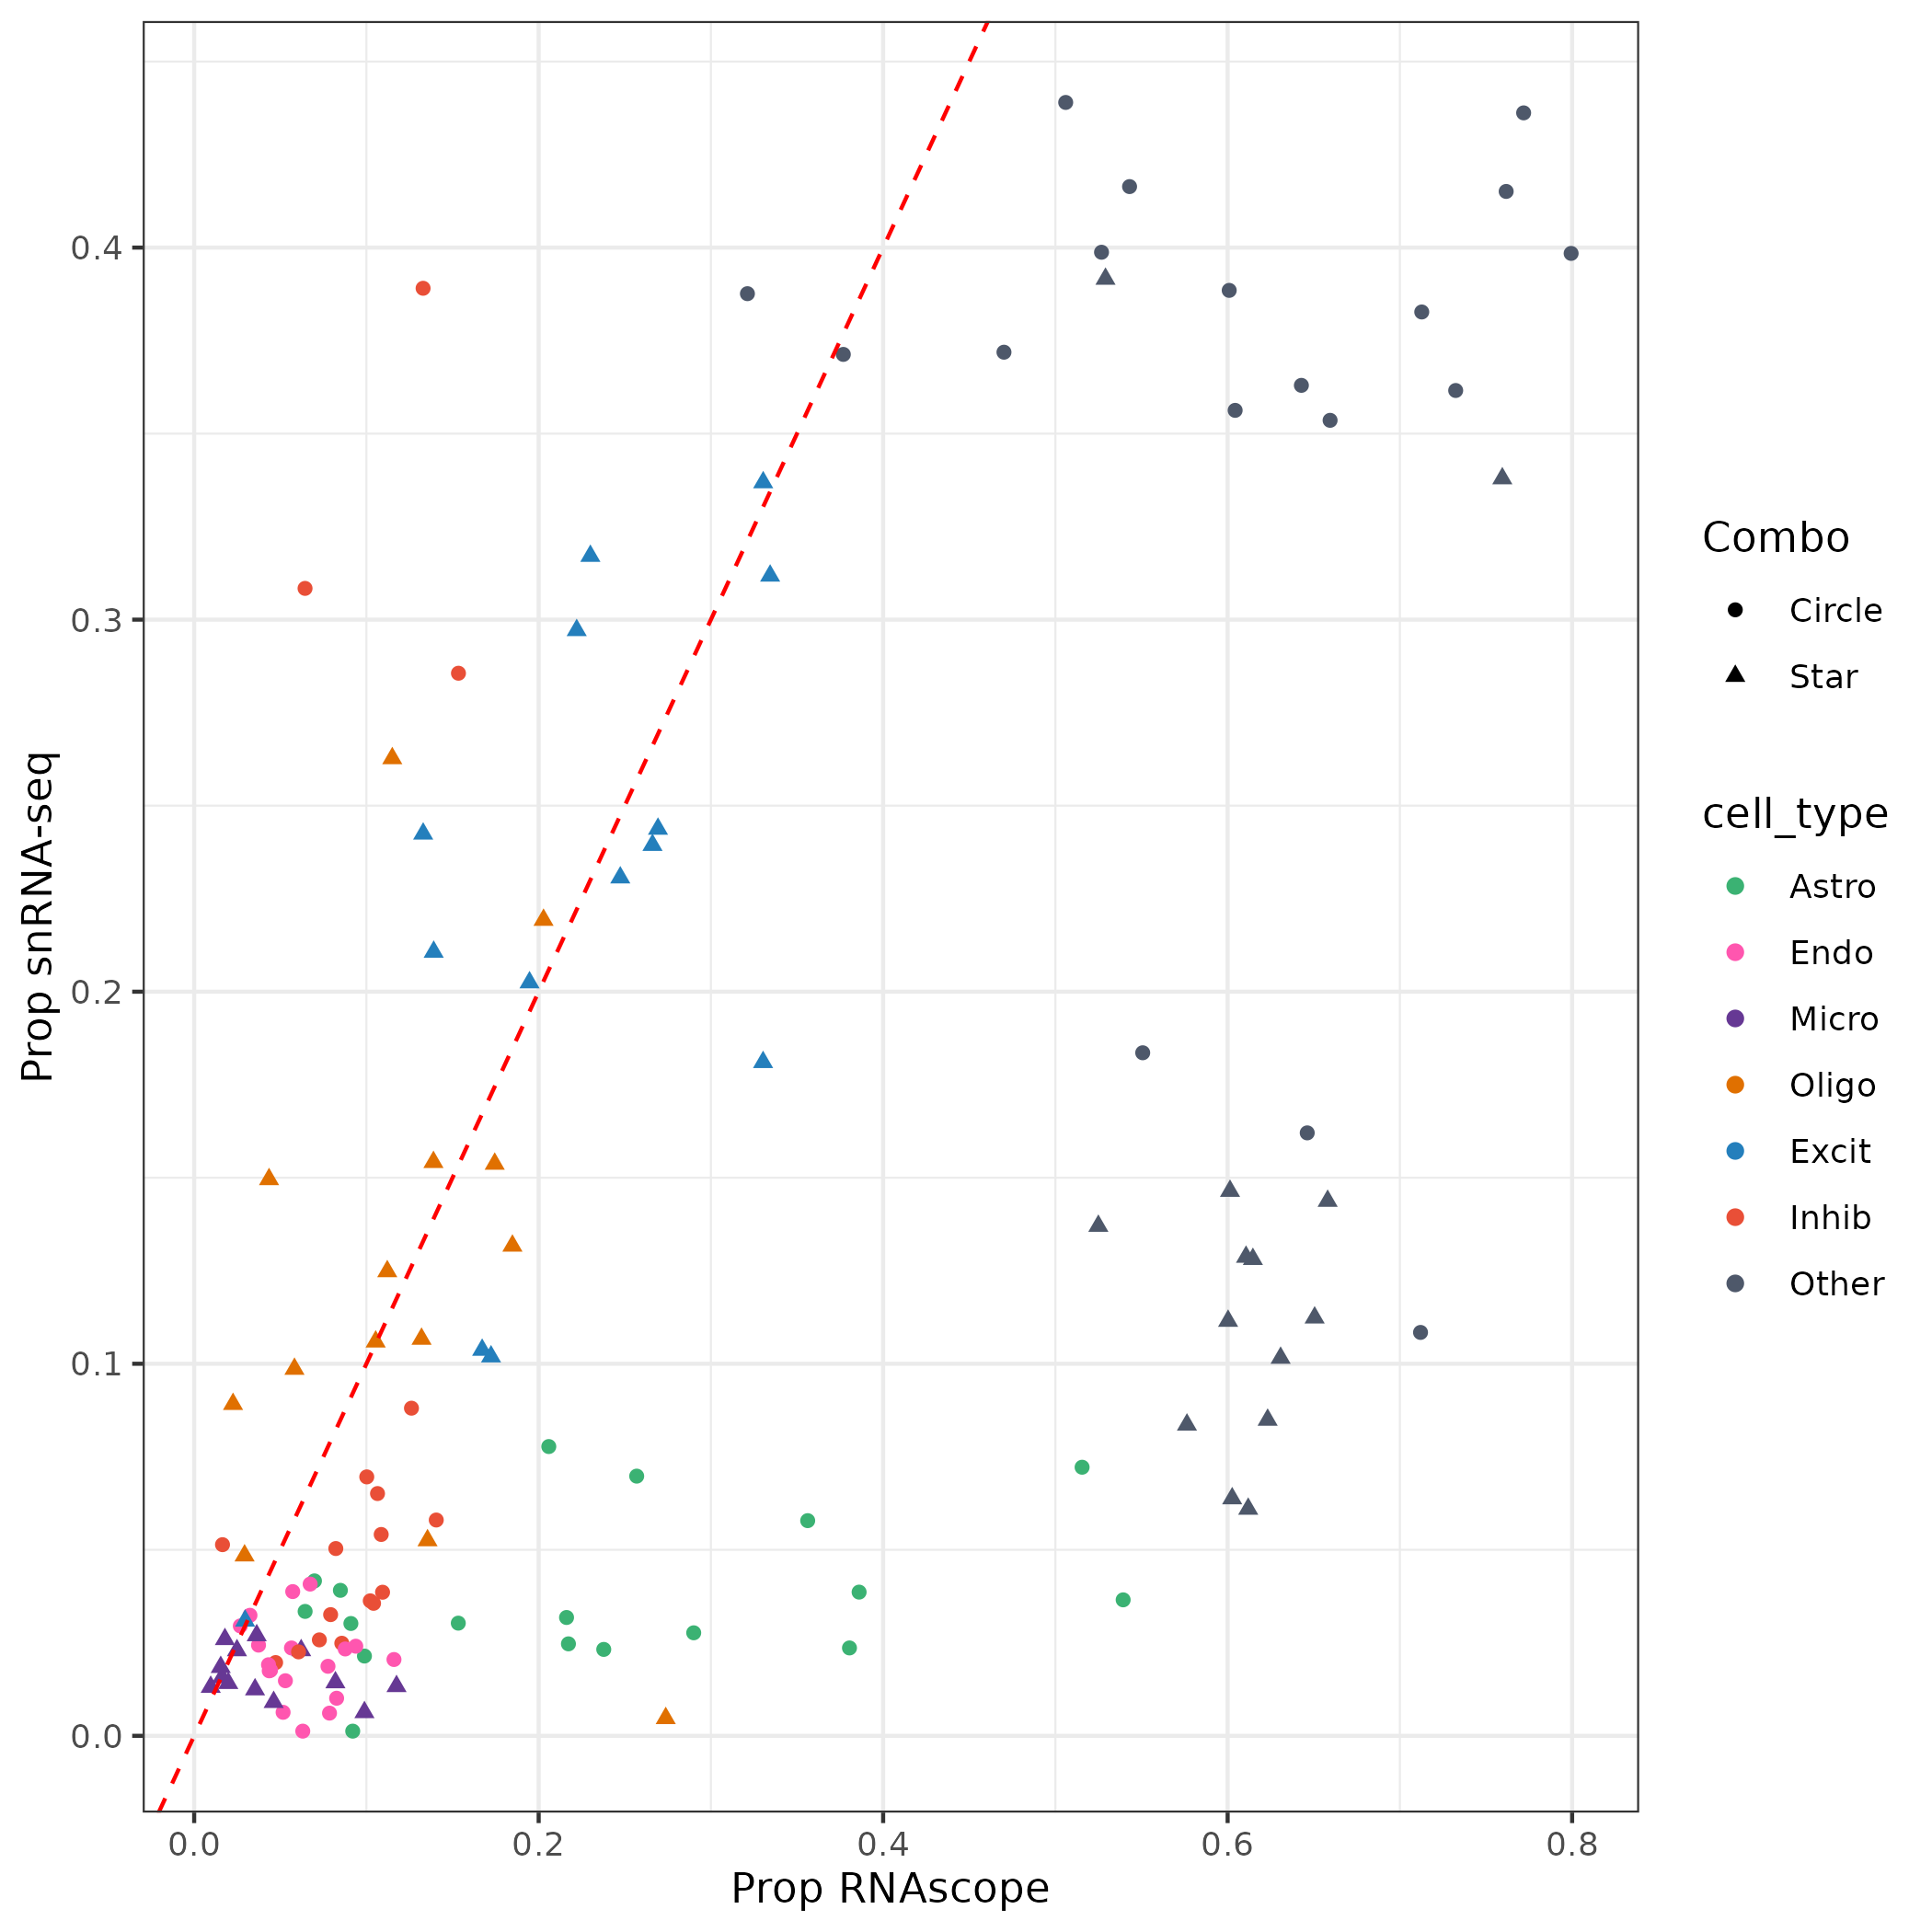 0.4
0.3
0.2
0.1
0.0
Prop snRNA-seq
0.0 0.2 0.4 0.6 0.8
Prop RNAscope
Combo
Circle
Star
cell_type
Astro
Endo
Micro
Oligo
Excit
Inhib
Other